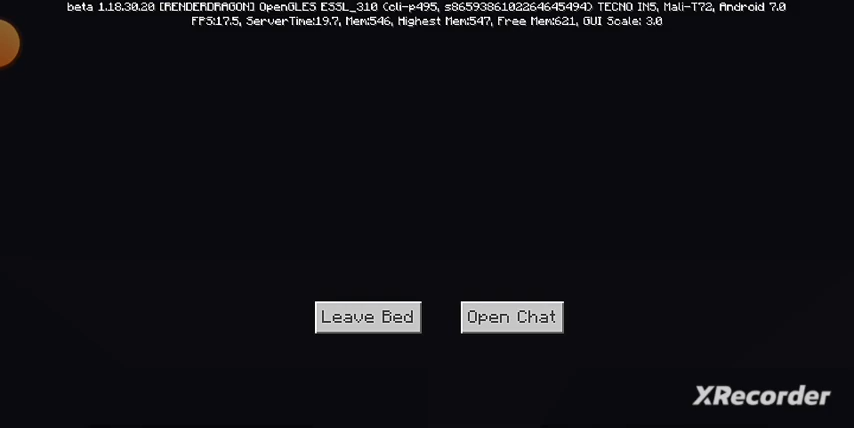 beta 1.18.30.20 [RENDERDRAGON] OpenGLES ESSL_310 (cli-p495, s8659386102264645494) TECNO IN5, Mali-T72, Android 7.0
FPS:17.5, ServerTime:19.7, Mem:546, Highest Mem:547, Free Mem:621, GUI Scale: 3.0
Leave Bed Open Chat
XRecorder